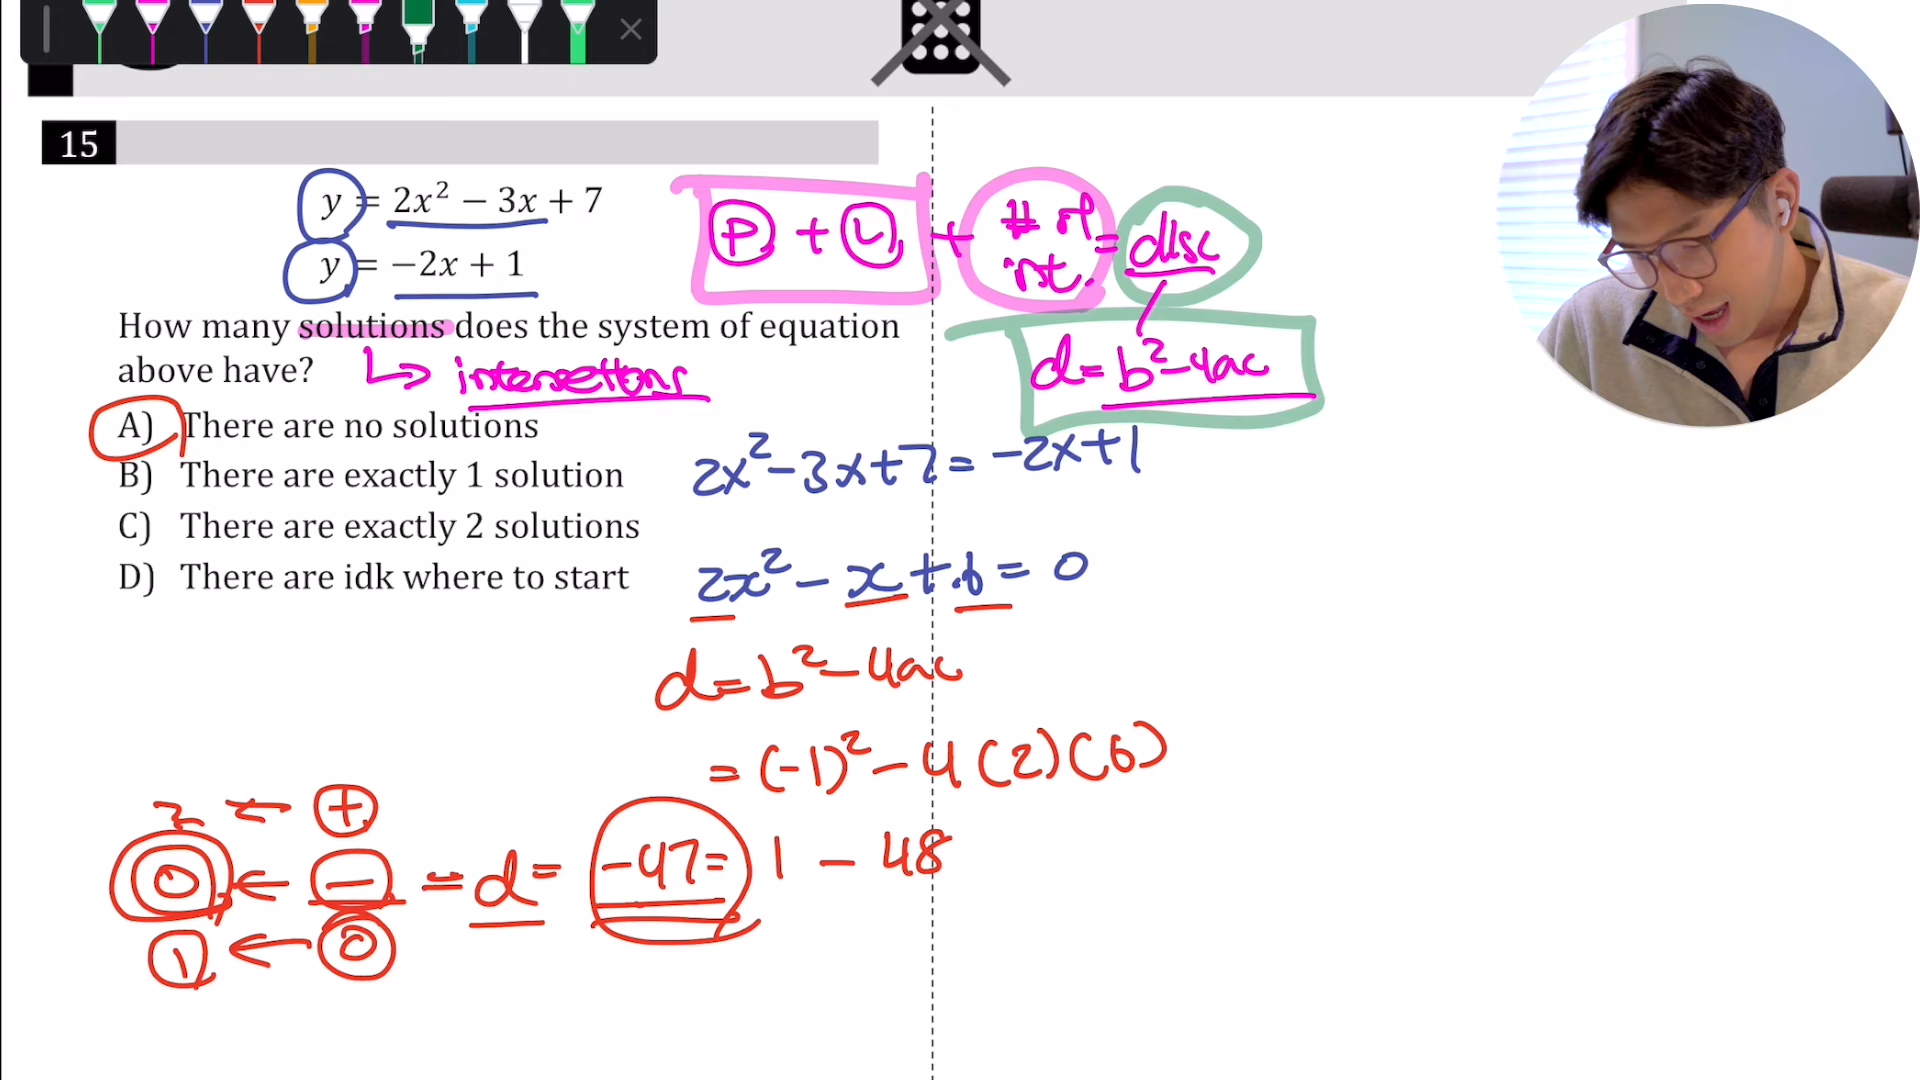 15
y = 2x² − 3x + 7
y = −2x + 1
P + L + # of int. = disc
d = b² - 4ac
How many solutions does the system of equation
above have?
↳ intersections
A) There are no solutions
B) There are exactly 1 solution
C) There are exactly 2 solutions
D) There are idk where to start
2x² - 3x + 7 = -2x + 1
2x² - x + 6 = 0
d = b² - 4ac
= (-1)² - 4(2)(6)
2 ← +
0 ← − = d = -47 = 1 - 48
1 ← 0